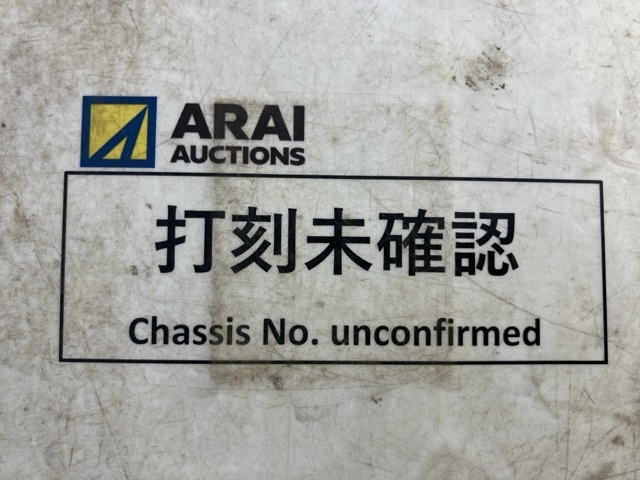 ARAI
AUCTIONS
打刻未確認
Chassis No. unconfirmed